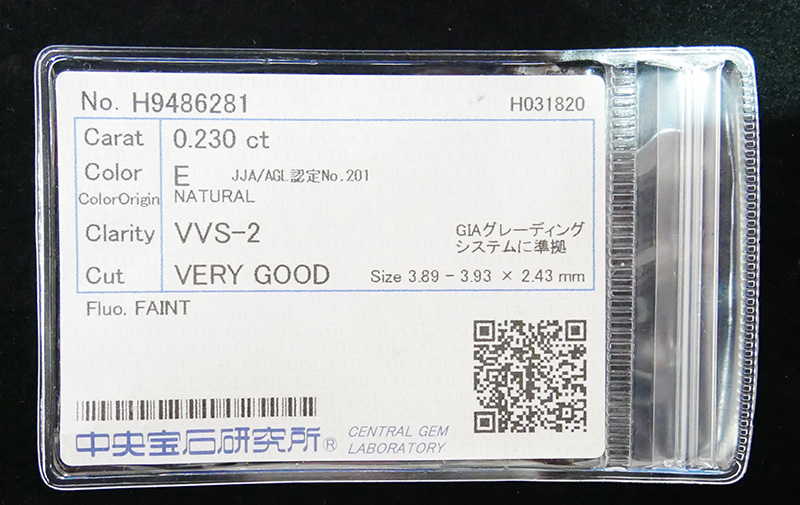 No. H9486281 H031820
Carat 0.230 ct
Color E JJA/AGL認定No.201
ColorOrigin NATURAL
Clarity VVS-2 GIAグレーディング
システムに準拠
Cut VERY GOOD Size 3.89 - 3.93 × 2.43 mm
Fluo. FAINT
中央宝石研究所® CENTRAL GEM
LABORATORY